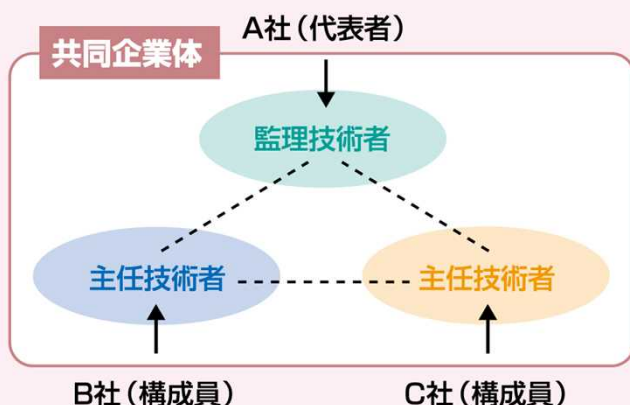 A社（代表者）
共同企業体
監理技術者
主任技術者
主任技術者
B社（構成員）
C社（構成員）